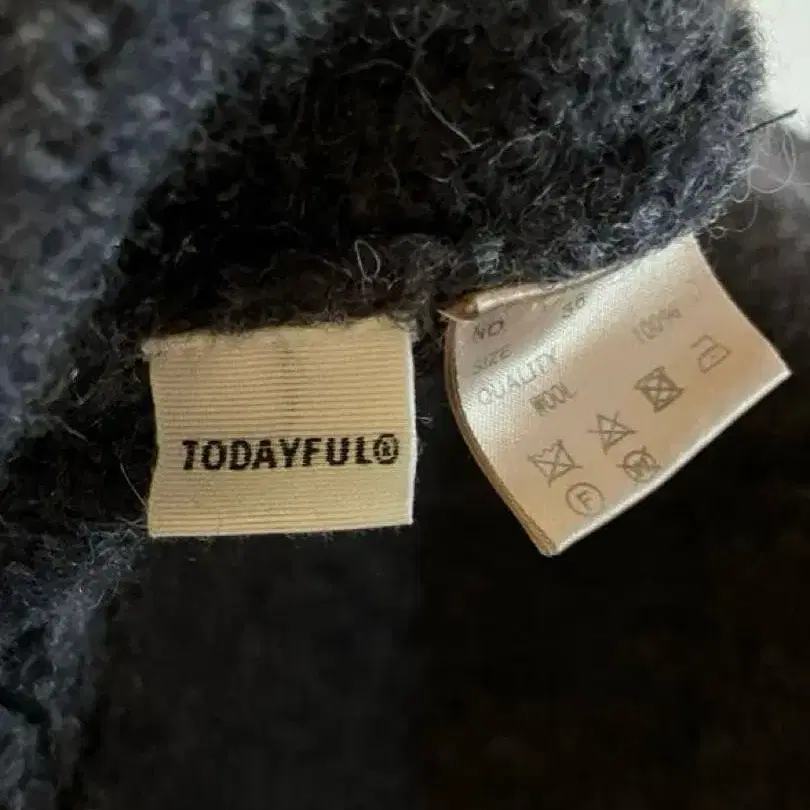 TODAYFUL®
NO.
SIZE 36
QUALITY
WOOL 100%
F